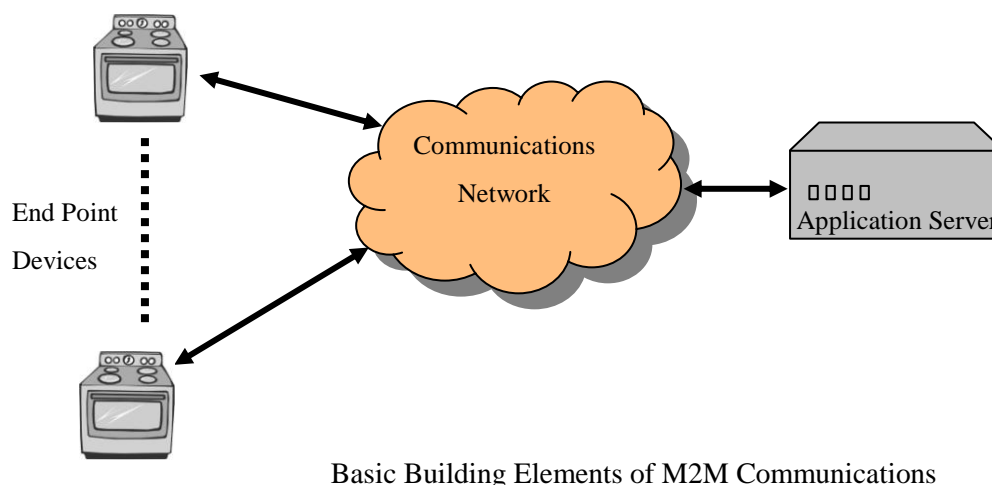 Communications
Network
End Point
Devices
Application Server
Basic Building Elements of M2M Communications